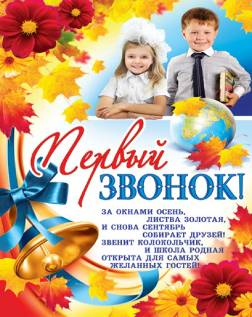 Первый
ЗВОНОК!
ЗА ОКНАМИ ОСЕНЬ,
ЛИСТВА ЗОЛОТАЯ,
И СНОВА СЕНТЯБРЬ
СОБИРАЕТ ДРУЗЕЙ!
ЗВЕНИТ КОЛОКОЛЬЧИК,
И ШКОЛА РОДНАЯ
ОТКРЫТА ДЛЯ САМЫХ
ЖЕЛАННЫХ ГОСТЕЙ!